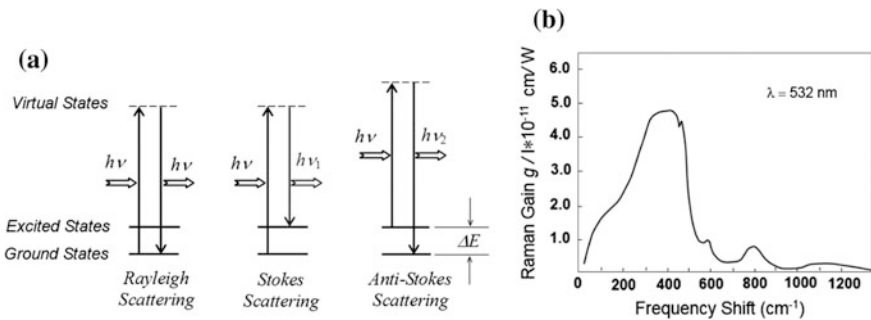 (a)
Virtual States
hν hν hν hν₁ hν hν₂
Excited States
Ground States
ΔE
Rayleigh Scattering
Stokes Scattering
Anti-Stokes Scattering
(b)
Raman Gain g / I*10⁻¹¹ cm/W
6.0
5.0
4.0
3.0
2.0
1.0
λ = 532 nm
0 200 400 600 800 1000 1200
Frequency Shift (cm⁻¹)